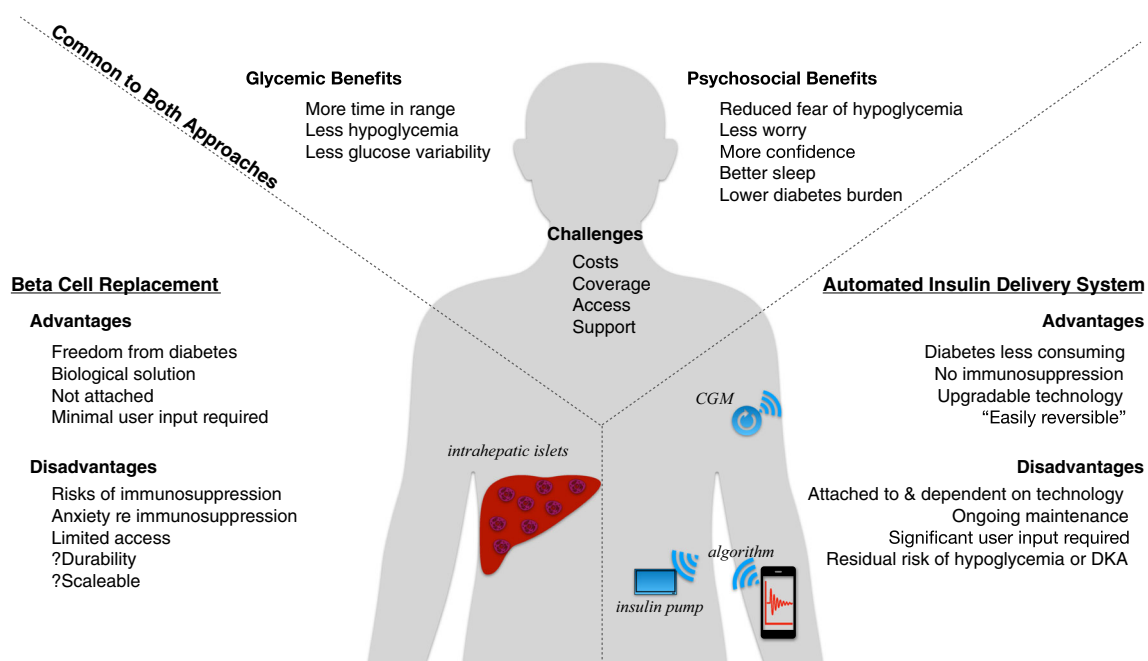 Common to Both Approaches
Glycemic Benefits
More time in range
Less hypoglycemia
Less glucose variability
Psychosocial Benefits
Reduced fear of hypoglycemia
Less worry
More confidence
Better sleep
Lower diabetes burden
Challenges
Costs
Coverage
Access
Support
Beta Cell Replacement
Advantages
Freedom from diabetes
Biological solution
Not attached
Minimal user input required
Disadvantages
Risks of immunosuppression
Anxiety re immunosuppression
Limited access
?Durability
?Scaleable
intrahepatic islets
Automated Insulin Delivery System
Advantages
Diabetes less consuming
No immunosuppression
Upgradable technology
“Easily reversible”
Disadvantages
Attached to & dependent on technology
Ongoing maintenance
Significant user input required
Residual risk of hypoglycemia or DKA
CGM
algorithm
insulin pump